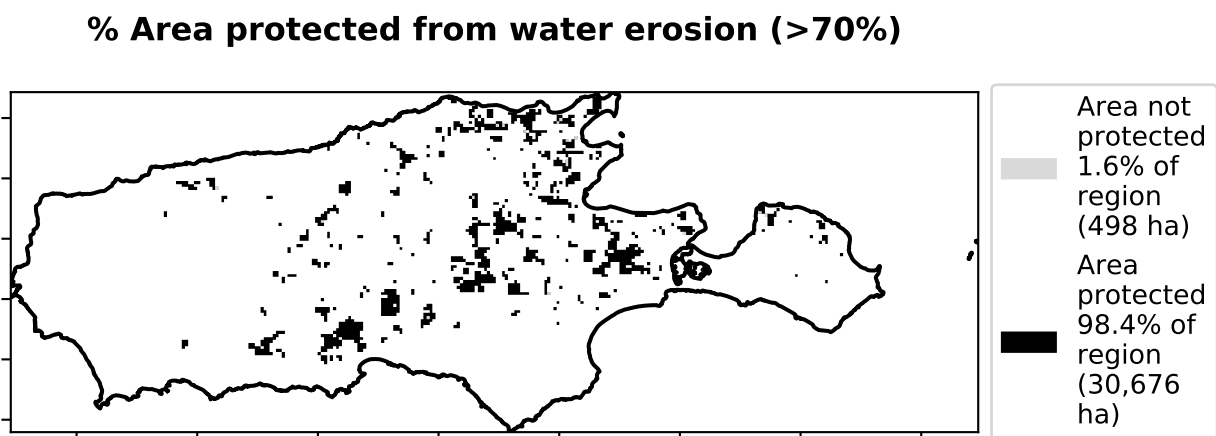 % Area protected from water erosion (>70%)
Area not
protected
1.6% of
region
(498 ha)
Area
protected
98.4% of
region
(30,676
ha)